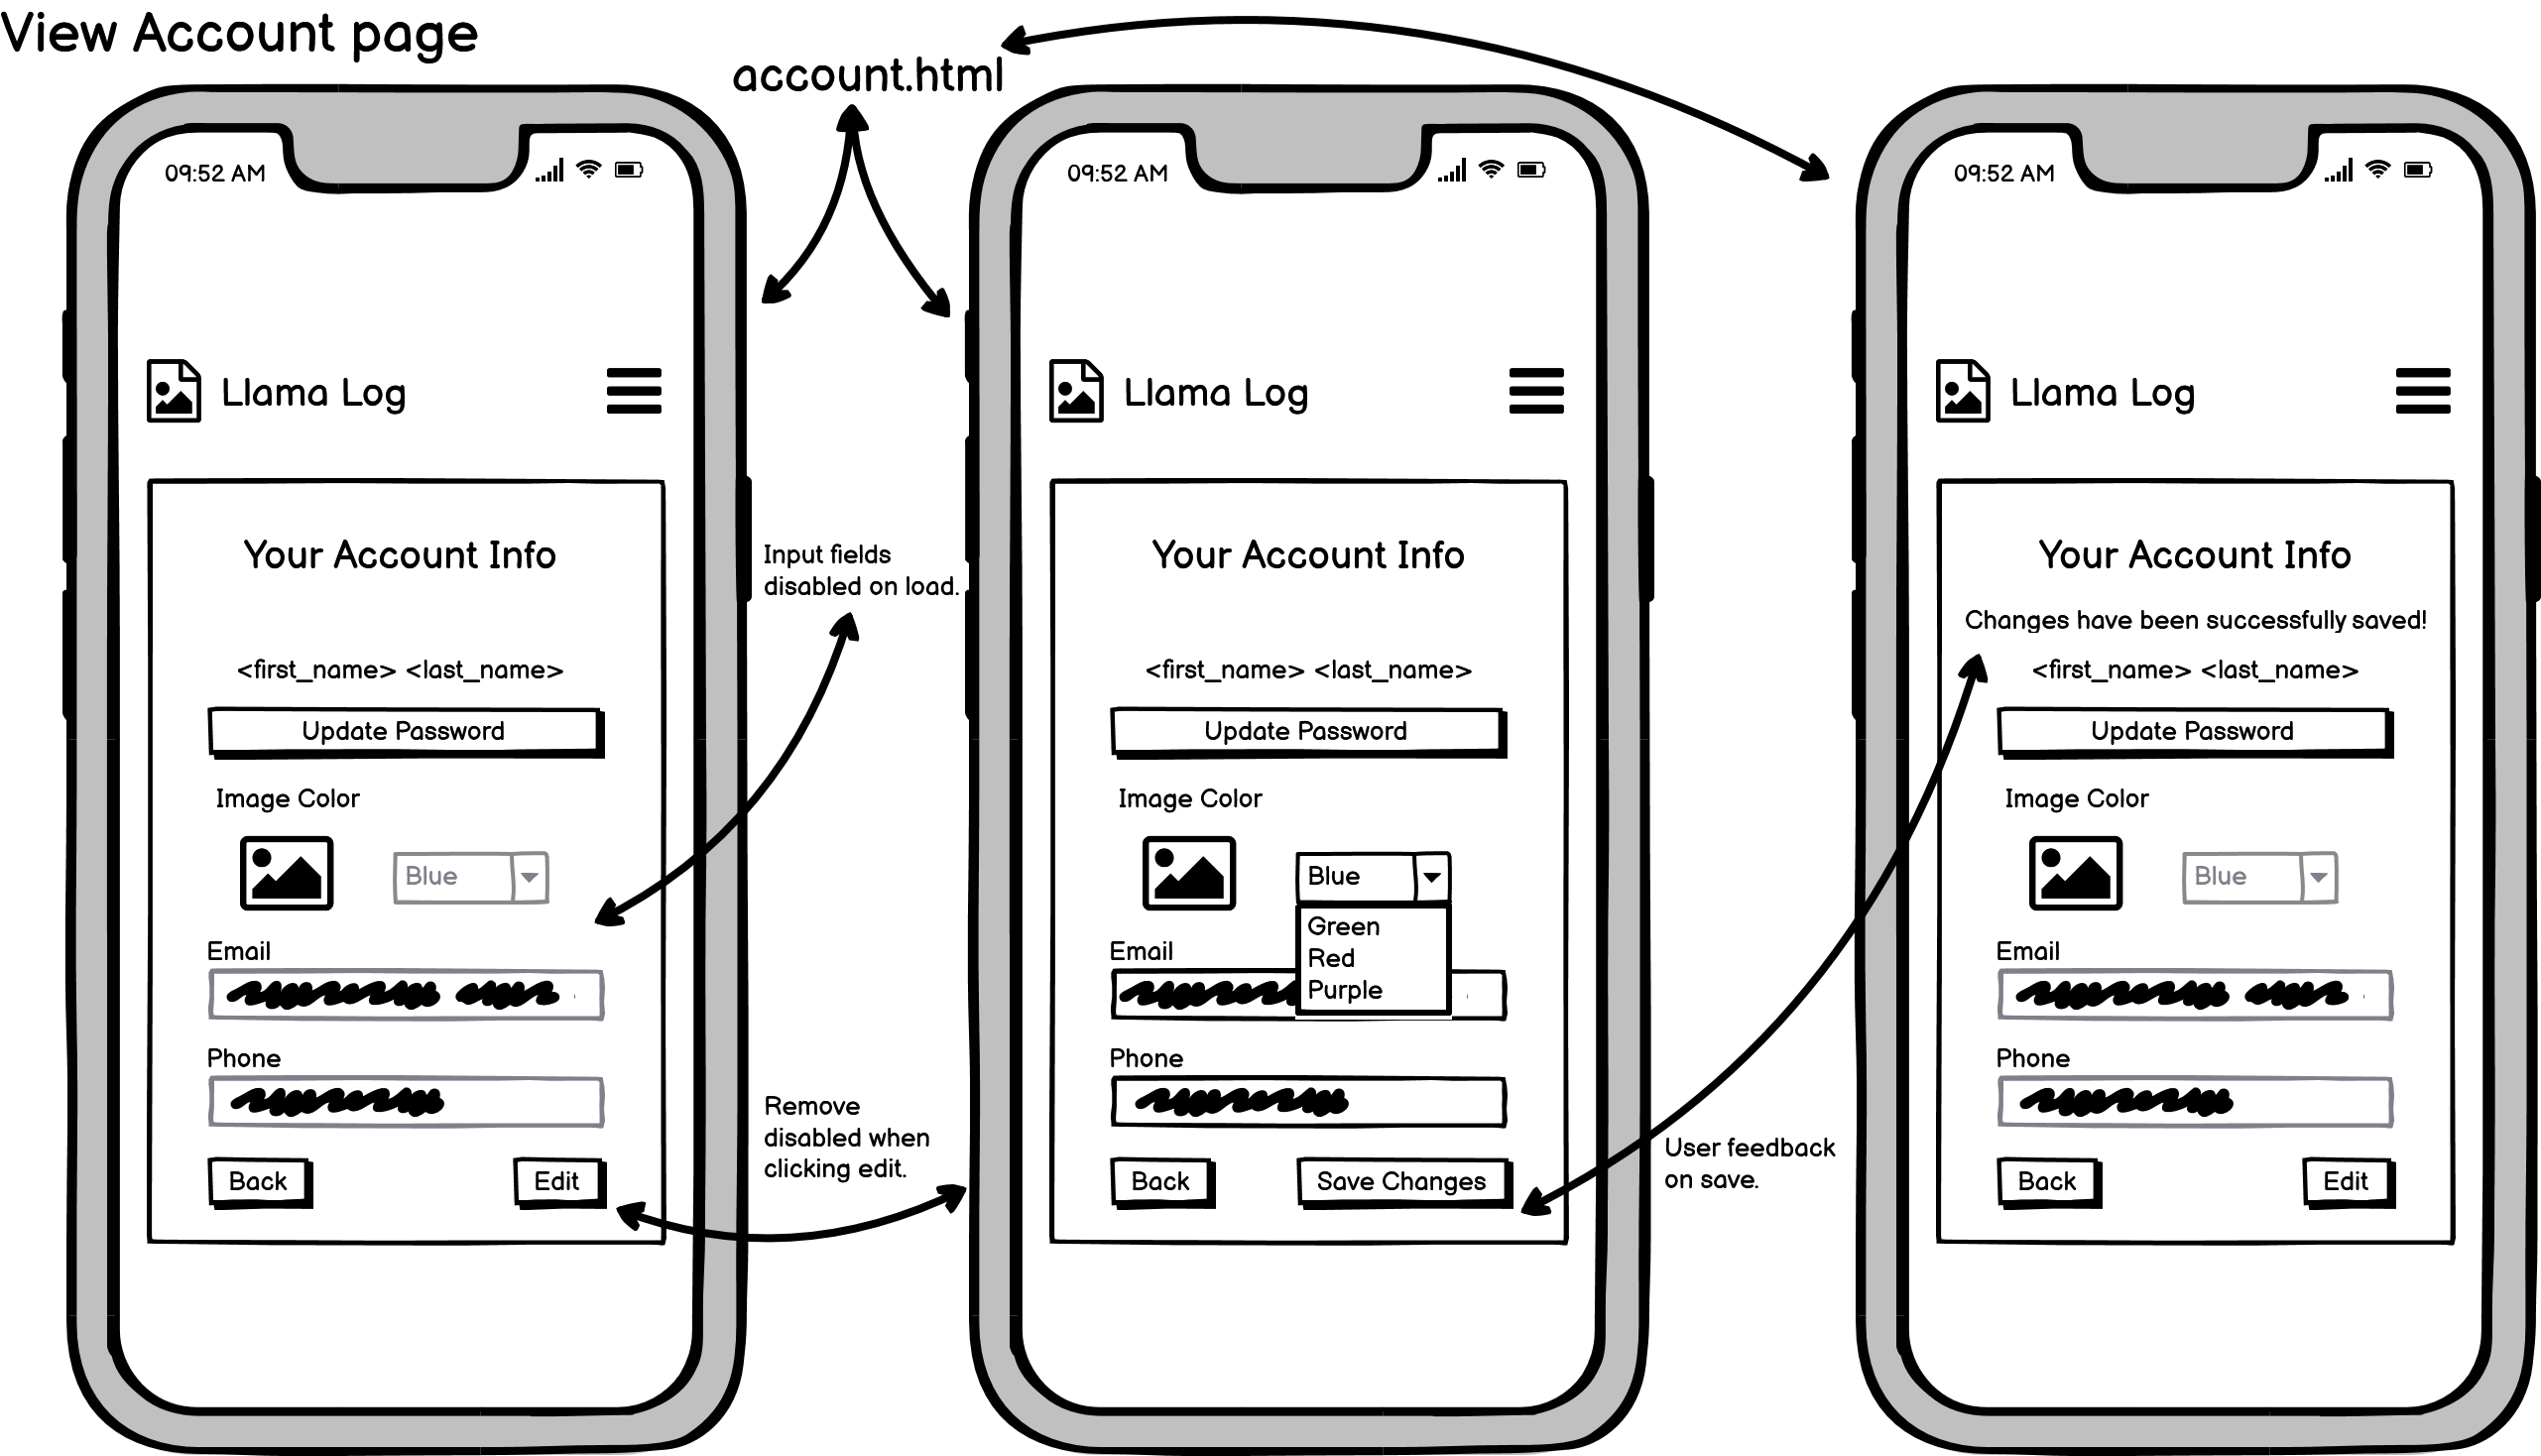 View Account page
account.html
09:52 AM
Llama Log
Your Account Info
<first_name> <last_name>
Update Password
Image Color
Blue
Email
Phone
Back
Edit
Input fields
disabled on load.
Remove
disabled when
clicking edit.
09:52 AM
Llama Log
Your Account Info
<first_name> <last_name>
Update Password
Image Color
Blue
Green
Red
Purple
Email
Phone
Back
Save Changes
User feedback
on save.
09:52 AM
Llama Log
Your Account Info
Changes have been successfully saved!
<first_name> <last_name>
Update Password
Image Color
Blue
Email
Phone
Back
Edit